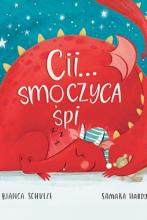 Cii...
SMOCZYCA
ŚPI
BIANCA SCHULZE
SAMARA HARDY